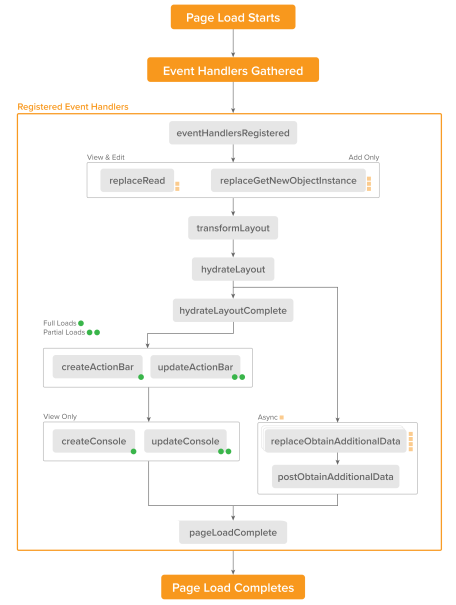 Page Load Starts
Event Handlers Gathered
Registered Event Handlers
eventHandlersRegistered
View & Edit
Add Only
replaceRead
replaceGetNewObjectInstance
transformLayout
hydrateLayout
hydrateLayoutComplete
Full Loads
Partial Loads
createActionBar
updateActionBar
View Only
Async
createConsole
updateConsole
replaceObtainAdditionalData
postObtainAdditionalData
pageLoadComplete
Page Load Completes